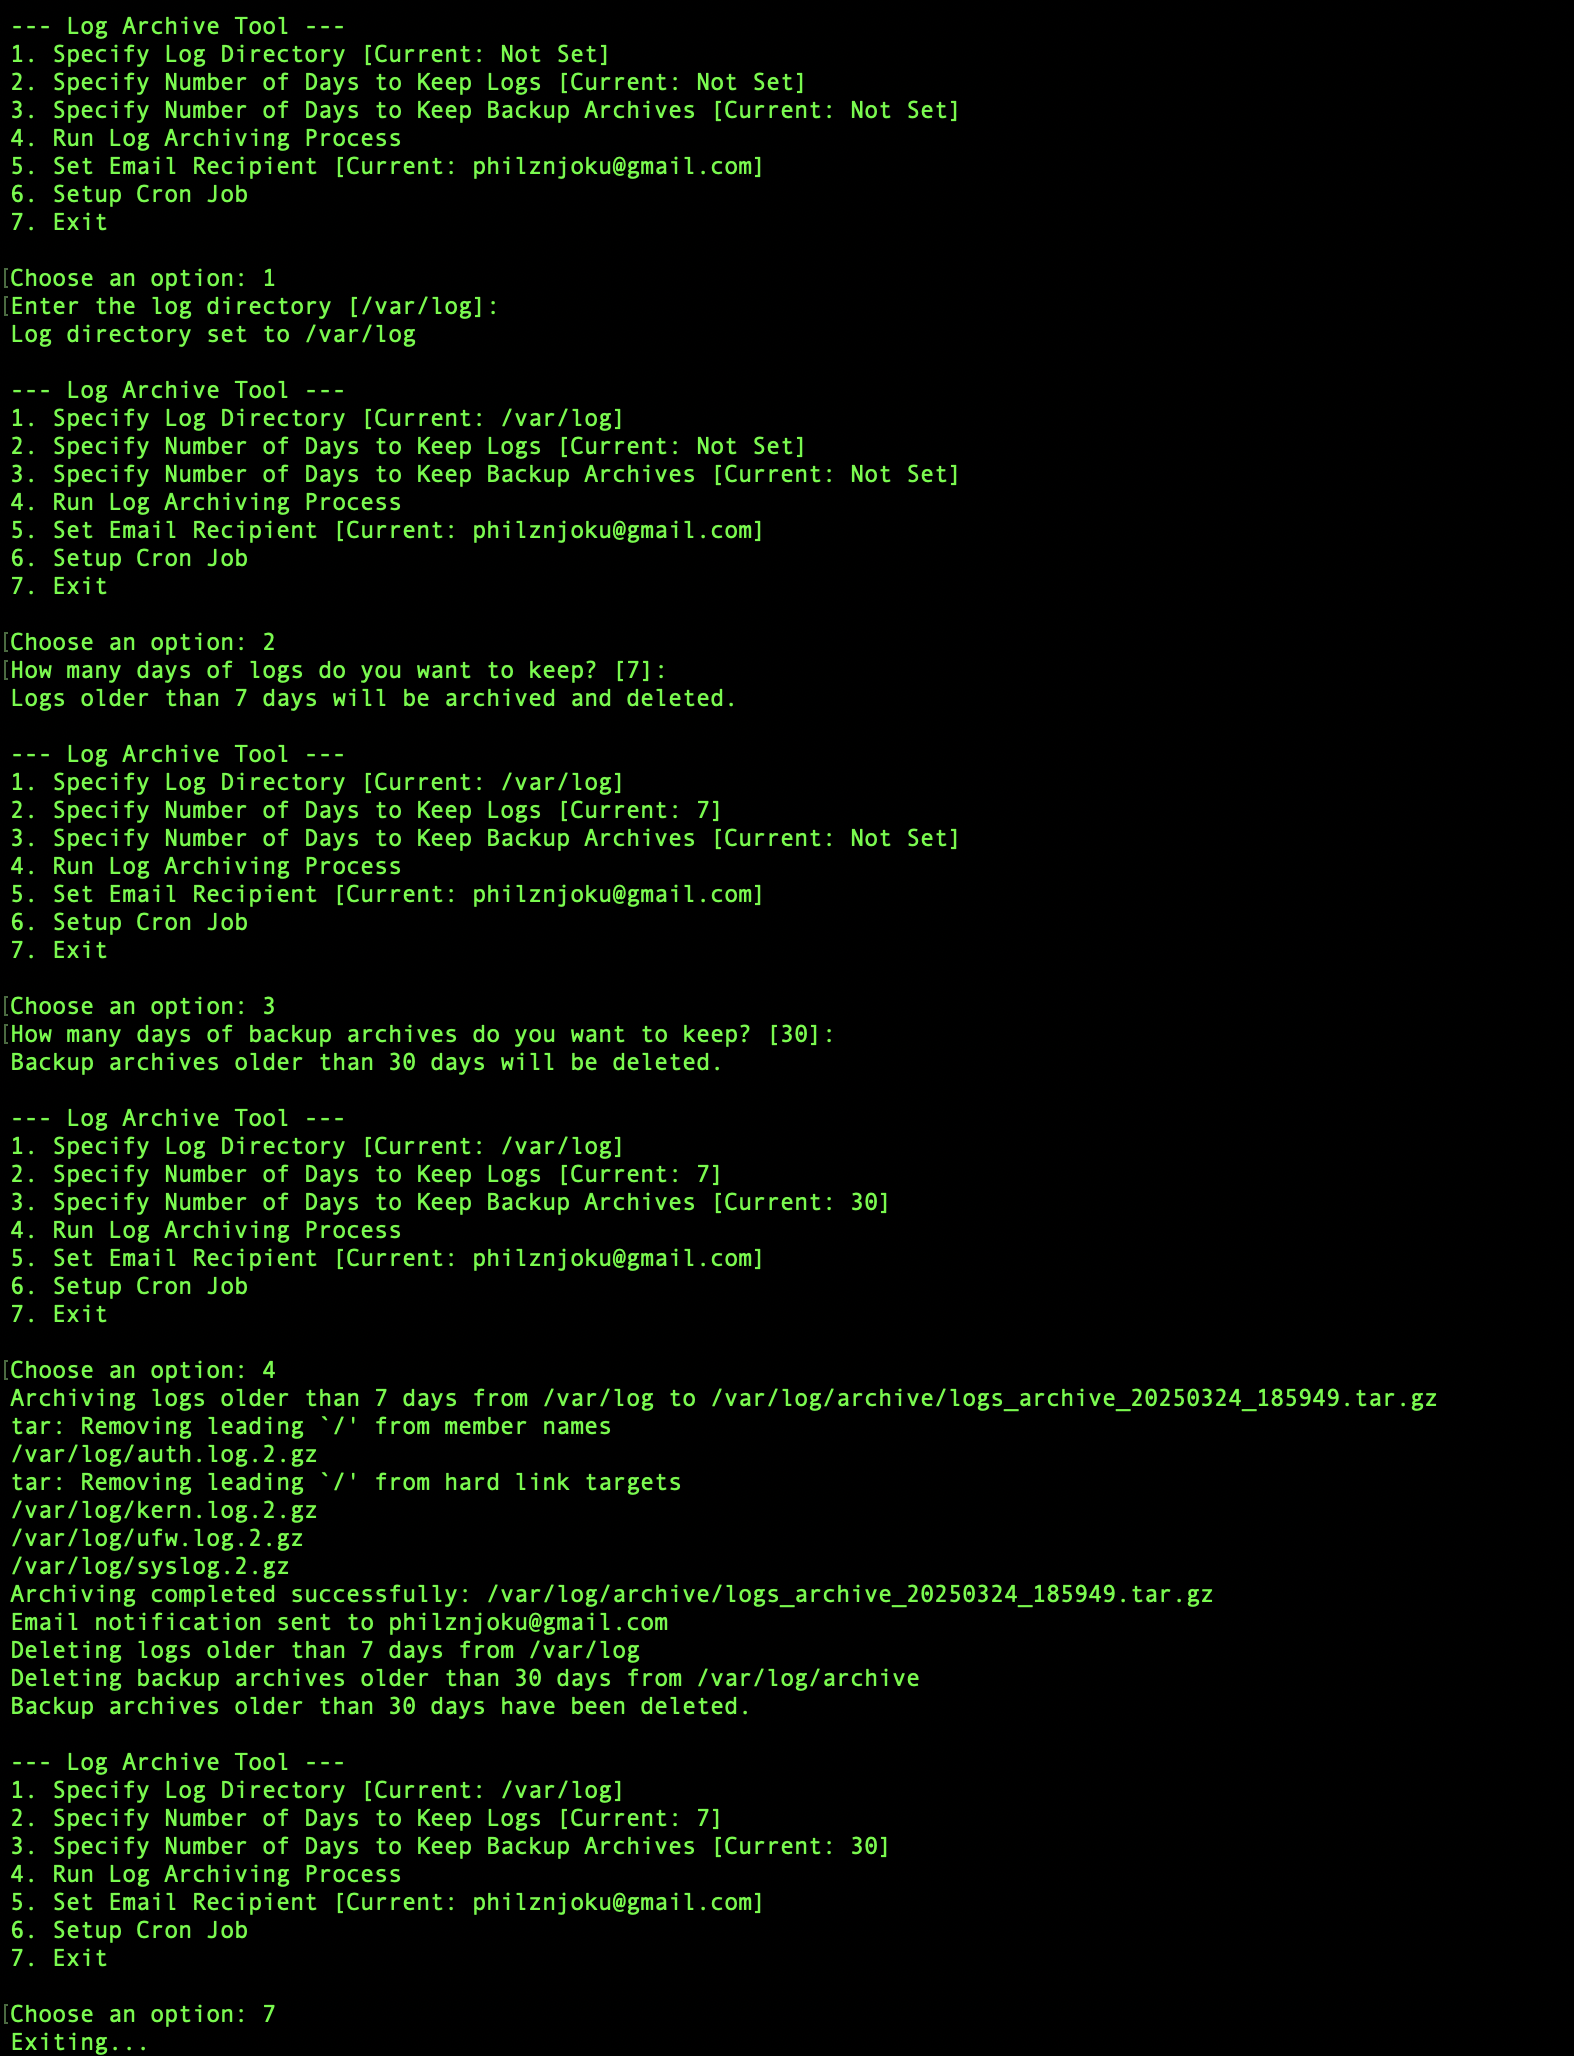 --- Log Archive Tool ---
1. Specify Log Directory [Current: Not Set]
2. Specify Number of Days to Keep Logs [Current: Not Set]
3. Specify Number of Days to Keep Backup Archives [Current: Not Set]
4. Run Log Archiving Process
5. Set Email Recipient [Current: philznjoku@gmail.com]
6. Setup Cron Job
7. Exit

[Choose an option: 1
[Enter the log directory [/var/log]:
Log directory set to /var/log

--- Log Archive Tool ---
1. Specify Log Directory [Current: /var/log]
2. Specify Number of Days to Keep Logs [Current: Not Set]
3. Specify Number of Days to Keep Backup Archives [Current: Not Set]
4. Run Log Archiving Process
5. Set Email Recipient [Current: philznjoku@gmail.com]
6. Setup Cron Job
7. Exit

[Choose an option: 2
[How many days of logs do you want to keep? [7]:
Logs older than 7 days will be archived and deleted.

--- Log Archive Tool ---
1. Specify Log Directory [Current: /var/log]
2. Specify Number of Days to Keep Logs [Current: 7]
3. Specify Number of Days to Keep Backup Archives [Current: Not Set]
4. Run Log Archiving Process
5. Set Email Recipient [Current: philznjoku@gmail.com]
6. Setup Cron Job
7. Exit

[Choose an option: 3
[How many days of backup archives do you want to keep? [30]:
Backup archives older than 30 days will be deleted.

--- Log Archive Tool ---
1. Specify Log Directory [Current: /var/log]
2. Specify Number of Days to Keep Logs [Current: 7]
3. Specify Number of Days to Keep Backup Archives [Current: 30]
4. Run Log Archiving Process
5. Set Email Recipient [Current: philznjoku@gmail.com]
6. Setup Cron Job
7. Exit

[Choose an option: 4
Archiving logs older than 7 days from /var/log to /var/log/archive/logs_archive_20250324_185949.tar.gz
tar: Removing leading `/' from member names
/var/log/auth.log.2.gz
tar: Removing leading `/' from hard link targets
/var/log/kern.log.2.gz
/var/log/ufw.log.2.gz
/var/log/syslog.2.gz
Archiving completed successfully: /var/log/archive/logs_archive_20250324_185949.tar.gz
Email notification sent to philznjoku@gmail.com
Deleting logs older than 7 days from /var/log
Deleting backup archives older than 30 days from /var/log/archive
Backup archives older than 30 days have been deleted.

--- Log Archive Tool ---
1. Specify Log Directory [Current: /var/log]
2. Specify Number of Days to Keep Logs [Current: 7]
3. Specify Number of Days to Keep Backup Archives [Current: 30]
4. Run Log Archiving Process
5. Set Email Recipient [Current: philznjoku@gmail.com]
6. Setup Cron Job
7. Exit

[Choose an option: 7
Exiting...